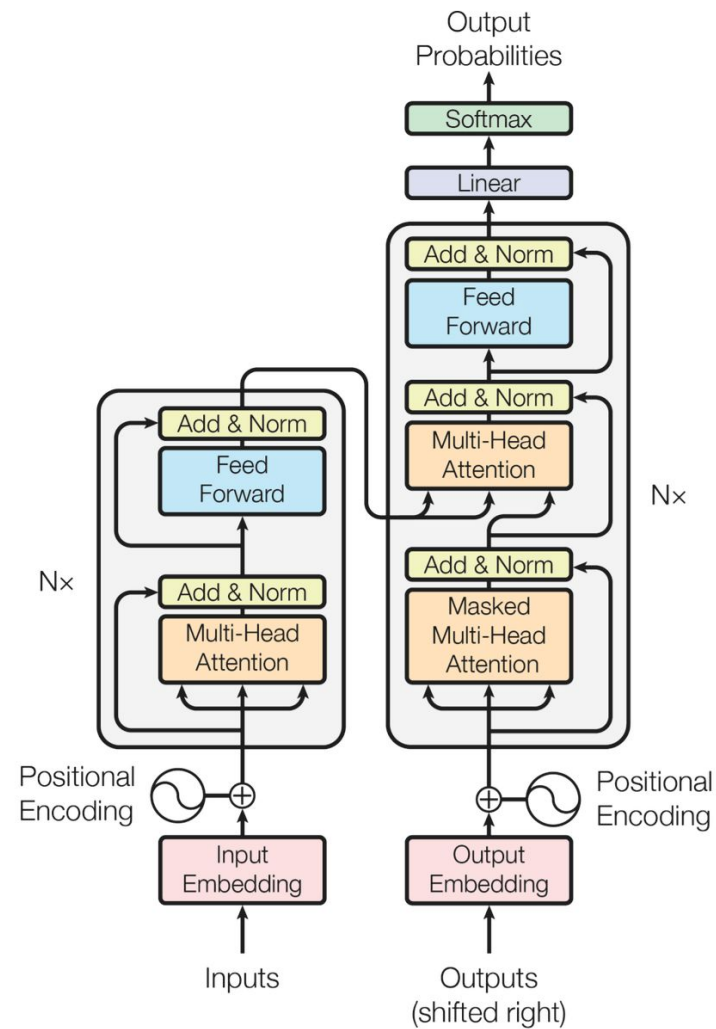 Output
Probabilities
Softmax
Linear
Add & Norm
Feed
Forward
Add & Norm
Multi-Head
Attention
Add & Norm
Masked
Multi-Head
Attention
Nx
Add & Norm
Feed
Forward
Add & Norm
Multi-Head
Attention
Nx
Positional
Encoding
Positional
Encoding
Input
Embedding
Output
Embedding
Inputs
Outputs
(shifted right)